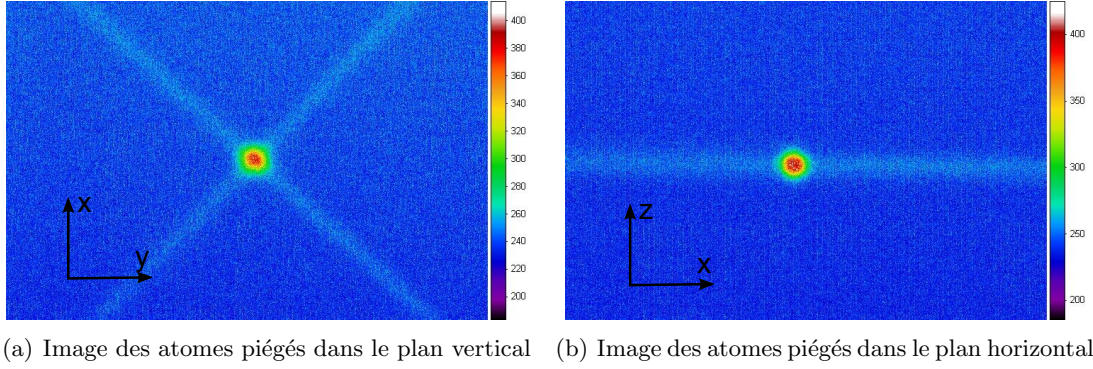 400
380
360
340
320
300
280
260
240
220
200
x
y
400
350
300
250
200
z
x
(a) Image des atomes piégés dans le plan vertical
(b) Image des atomes piégés dans le plan horizontal